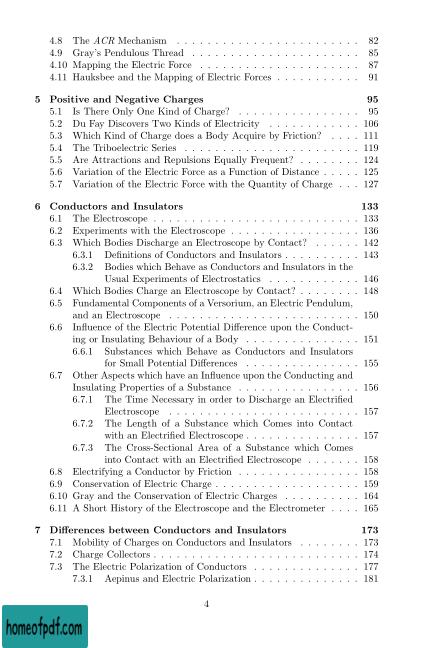 4.8 The ACR Mechanism . . . . . . . . . . . . . . . . . . . . . . . . 82
4.9 Gray's Pendulous Thread . . . . . . . . . . . . . . . . . . . . . . 85
4.10 Mapping the Electric Force . . . . . . . . . . . . . . . . . . . . . 87
4.11 Hauksbee and the Mapping of Electric Forces . . . . . . . . . . . 91
5 Positive and Negative Charges 95
5.1 Is There Only One Kind of Charge? . . . . . . . . . . . . . . . . 95
5.2 Du Fay Discovers Two Kinds of Electricity . . . . . . . . . . . . 106
5.3 Which Kind of Charge does a Body Acquire by Friction? . . . . 111
5.4 The Triboelectric Series . . . . . . . . . . . . . . . . . . . . . . . 119
5.5 Are Attractions and Repulsions Equally Frequent? . . . . . . . . 124
5.6 Variation of the Electric Force as a Function of Distance . . . . . 125
5.7 Variation of the Electric Force with the Quantity of Charge . . . 127
6 Conductors and Insulators 133
6.1 The Electroscope . . . . . . . . . . . . . . . . . . . . . . . . . . . 133
6.2 Experiments with the Electroscope . . . . . . . . . . . . . . . . . 136
6.3 Which Bodies Discharge an Electroscope by Contact? . . . . . . 142
6.3.1 Definitions of Conductors and Insulators . . . . . . . . . . 143
6.3.2 Bodies which Behave as Conductors and Insulators in the
Usual Experiments of Electrostatics . . . . . . . . . . . . 146
6.4 Which Bodies Charge an Electroscope by Contact? . . . . . . . . 148
6.5 Fundamental Components of a Versorium, an Electric Pendulum,
and an Electroscope . . . . . . . . . . . . . . . . . . . . . . . . . 150
6.6 Influence of the Electric Potential Difference upon the Conduct-
ing or Insulating Behaviour of a Body . . . . . . . . . . . . . . . 151
6.6.1 Substances which Behave as Conductors and Insulators
for Small Potential Differences . . . . . . . . . . . . . . . 155
6.7 Other Aspects which have an Influence upon the Conducting and
Insulating Properties of a Substance . . . . . . . . . . . . . . . . 156
6.7.1 The Time Necessary in order to Discharge an Electrified
Electroscope . . . . . . . . . . . . . . . . . . . . . . . . . 157
6.7.2 The Length of a Substance which Comes into Contact
with an Electrified Electroscope . . . . . . . . . . . . . . . 157
6.7.3 The Cross-Sectional Area of a Substance which Comes
into Contact with an Electrified Electroscope . . . . . . . 158
6.8 Electrifying a Conductor by Friction . . . . . . . . . . . . . . . . 158
6.9 Conservation of Electric Charge . . . . . . . . . . . . . . . . . . . 159
6.10 Gray and the Conservation of Electric Charges . . . . . . . . . . 164
6.11 A Short History of the Electroscope and the Electrometer . . . . 165
7 Differences between Conductors and Insulators 173
7.1 Mobility of Charges on Conductors and Insulators . . . . . . . . 173
7.2 Charge Collectors . . . . . . . . . . . . . . . . . . . . . . . . . . . 174
7.3 The Electric Polarization of Conductors . . . . . . . . . . . . . . 177
7.3.1 Aepinus and Electric Polarization . . . . . . . . . . . . . . 181
4
homeofpdf.com